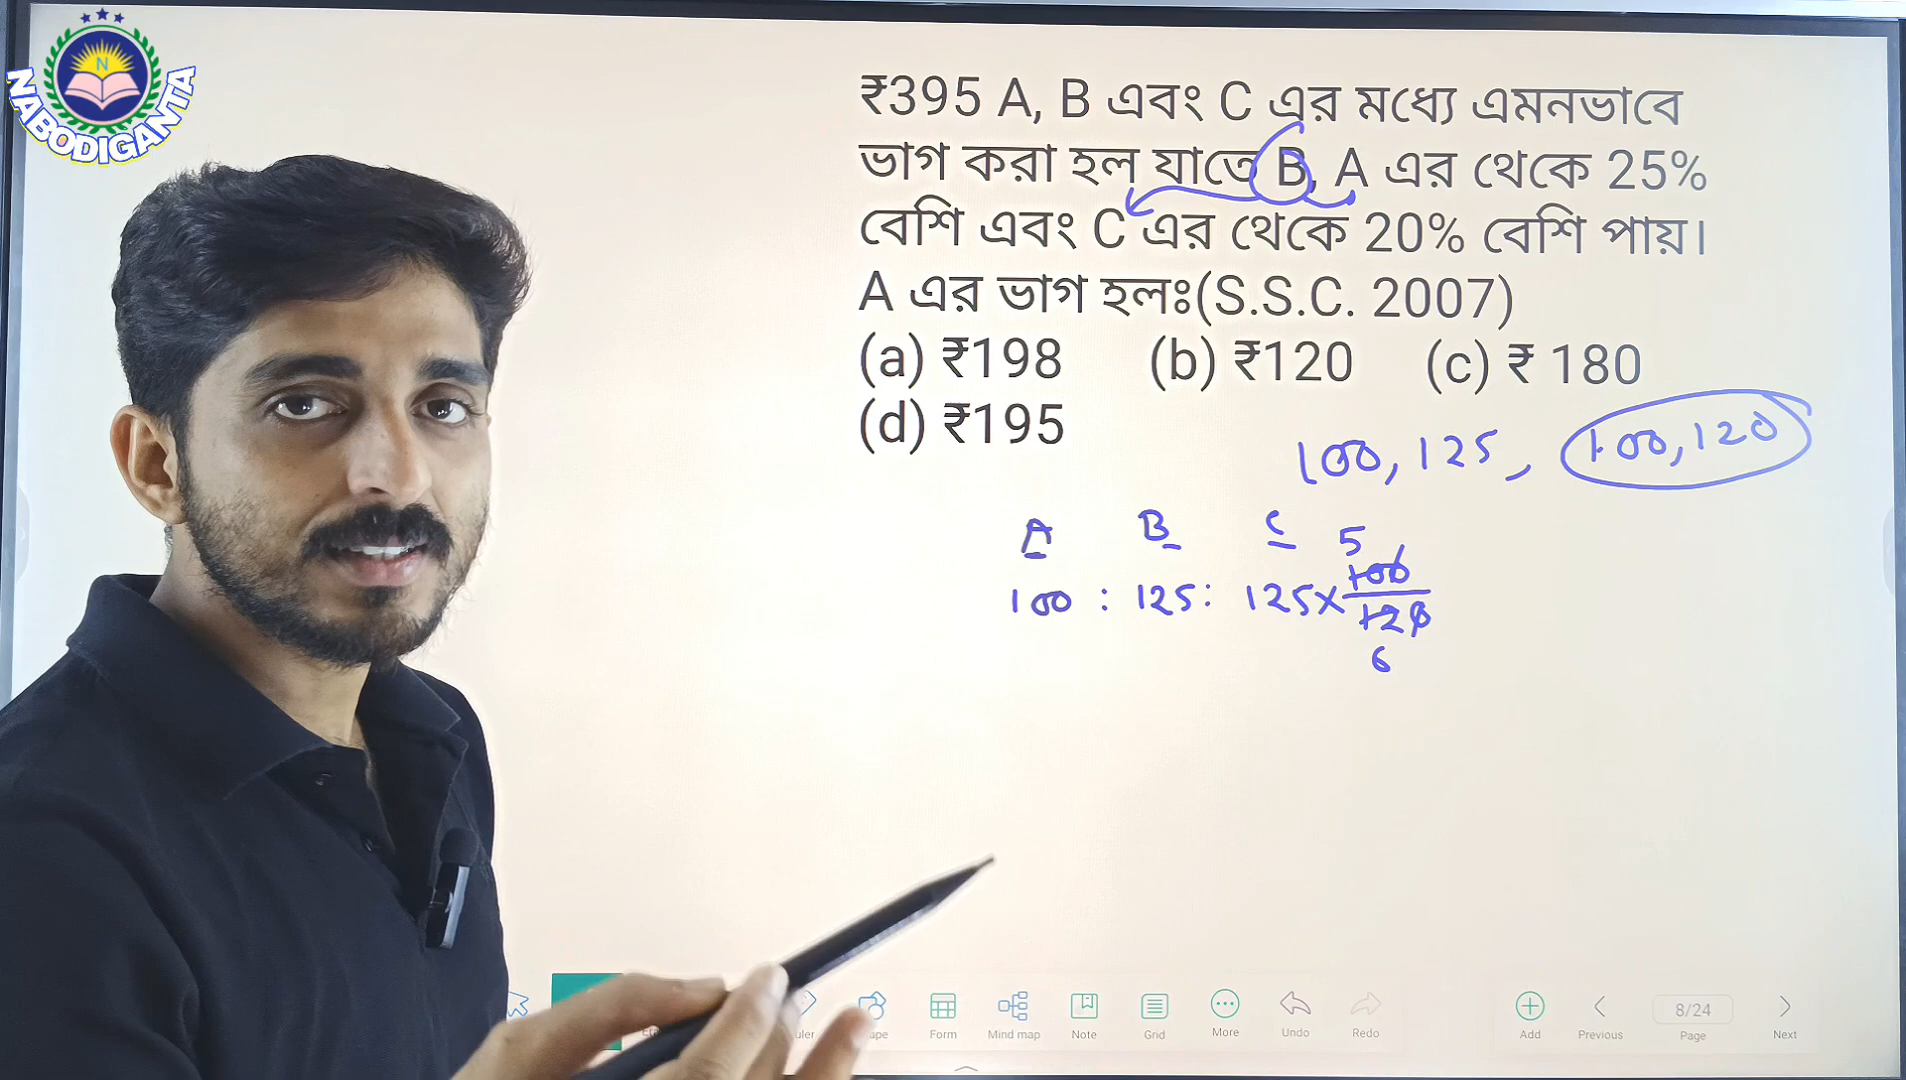 N
NABODIGANTA
₹395 A, B এবং C এর মধ্যে এমনভাবে
ভাগ করা হল যাতে B, A এর থেকে 25%
বেশি এবং C এর থেকে 20% বেশি পায়।
A এর ভাগ হলঃ(S.S.C. 2007)
(a) ₹198 (b) ₹120 (c) ₹ 180
(d) ₹195
100, 125, 100, 120
A B C 5
100 : 125 : 125 × 100
120
6
Form Mind map Note Grid More Undo Redo Add Previous 8/24 Page Next